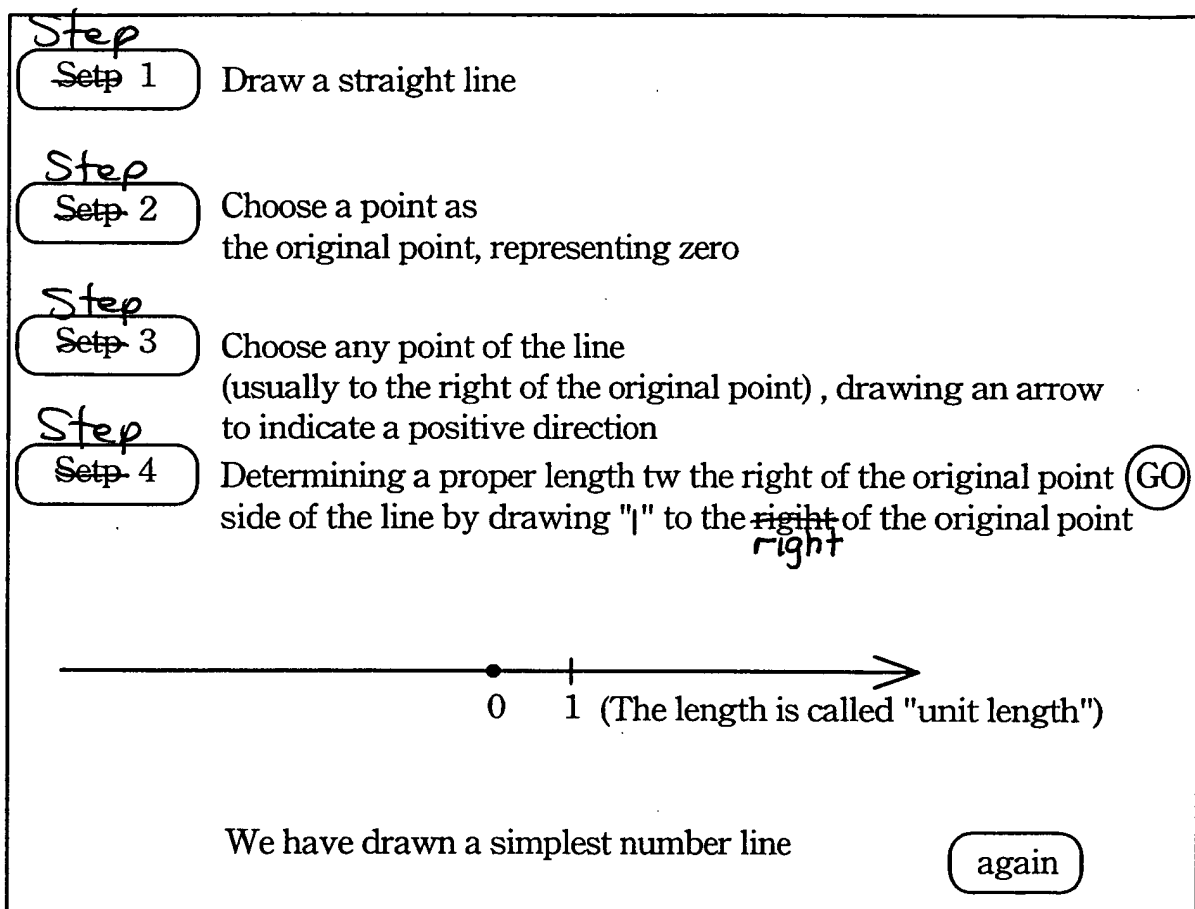 Step
Setp 1 Draw a straight line
Step
Setp 2 Choose a point as
the original point, representing zero
Step
Setp 3 Choose any point of the line
(usually to the right of the original point) , drawing an arrow
to indicate a positive direction
Step
Setp 4 Determining a proper length tw the right of the original point GO
side of the line by drawing "|" to the rigiht of the original point
right
0 1 (The length is called "unit length")
We have drawn a simplest number line
again